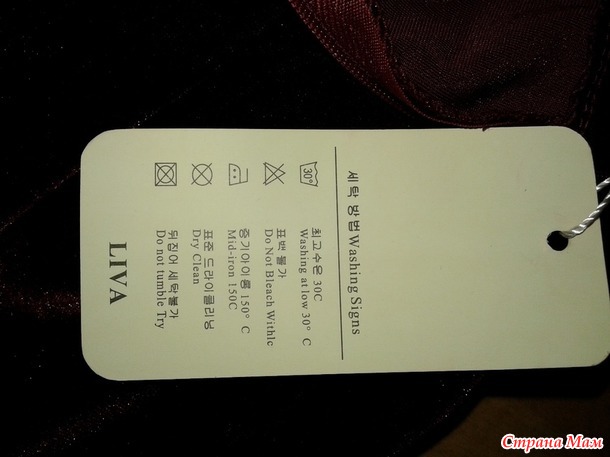 세탁 방법 Washing Signs
30°
최고수온 30C
Washing at low 30° C
표백 불가
Do Not Bleach Withlc
증기아이롱 150° C
Mid-iron 150C
표준 드라이클리닝
Dry Clean
뒤집어 세탁불가
Do not tumble Try
LIVA
Страна Мам